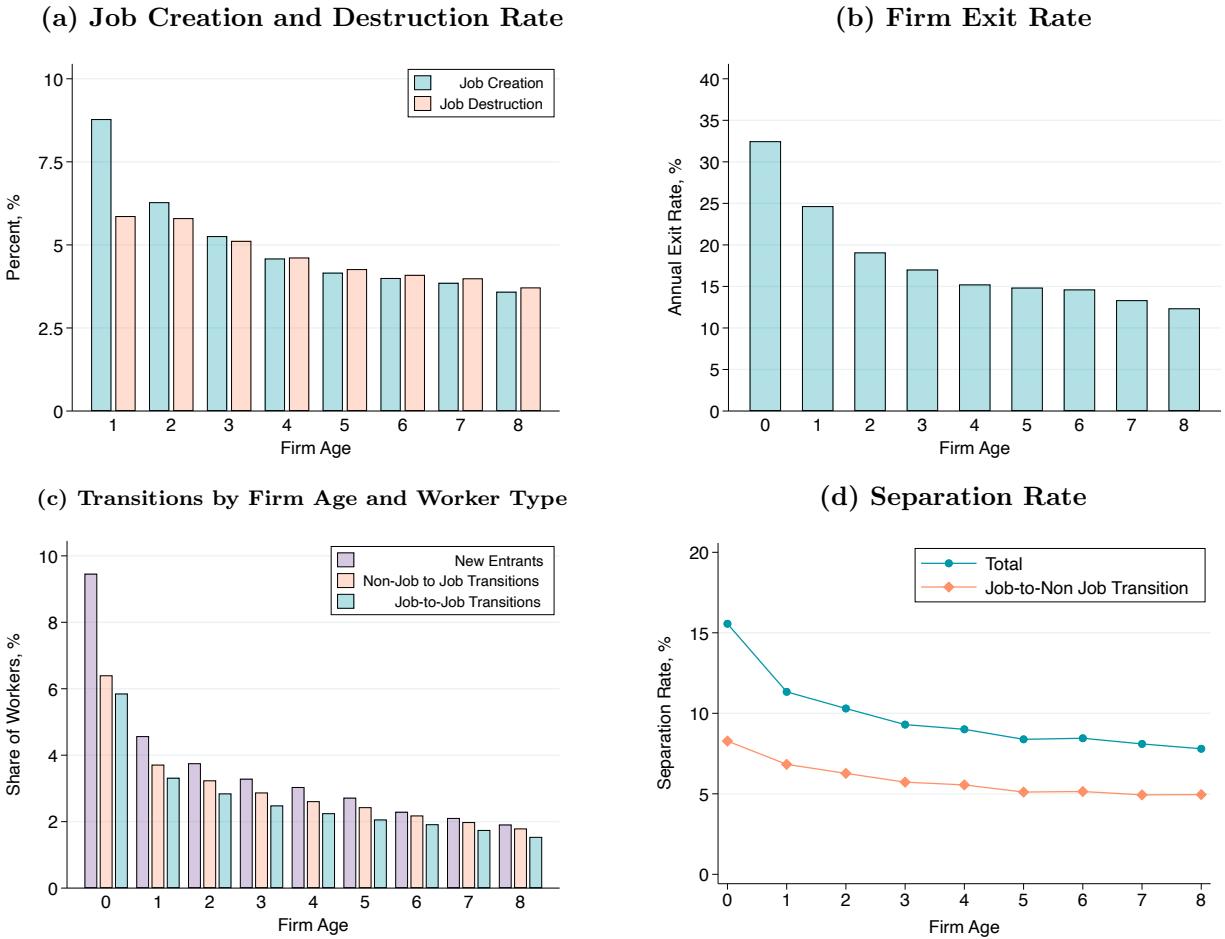 (a) Job Creation and Destruction Rate
10
7.5
5
2.5
0
Percent, %
Job Creation
Job Destruction
1 2 3 4 5 6 7 8
Firm Age
(b) Firm Exit Rate
40
35
30
25
20
15
10
5
0
Annual Exit Rate, %
0 1 2 3 4 5 6 7 8
Firm Age
(c) Transitions by Firm Age and Worker Type
10
8
6
4
2
0
Share of Workers, %
New Entrants
Non-Job to Job Transitions
Job-to-Job Transitions
0 1 2 3 4 5 6 7 8
Firm Age
(d) Separation Rate
20
15
10
5
0
Separation Rate, %
Total
Job-to-Non Job Transition
0 1 2 3 4 5 6 7 8
Firm Age